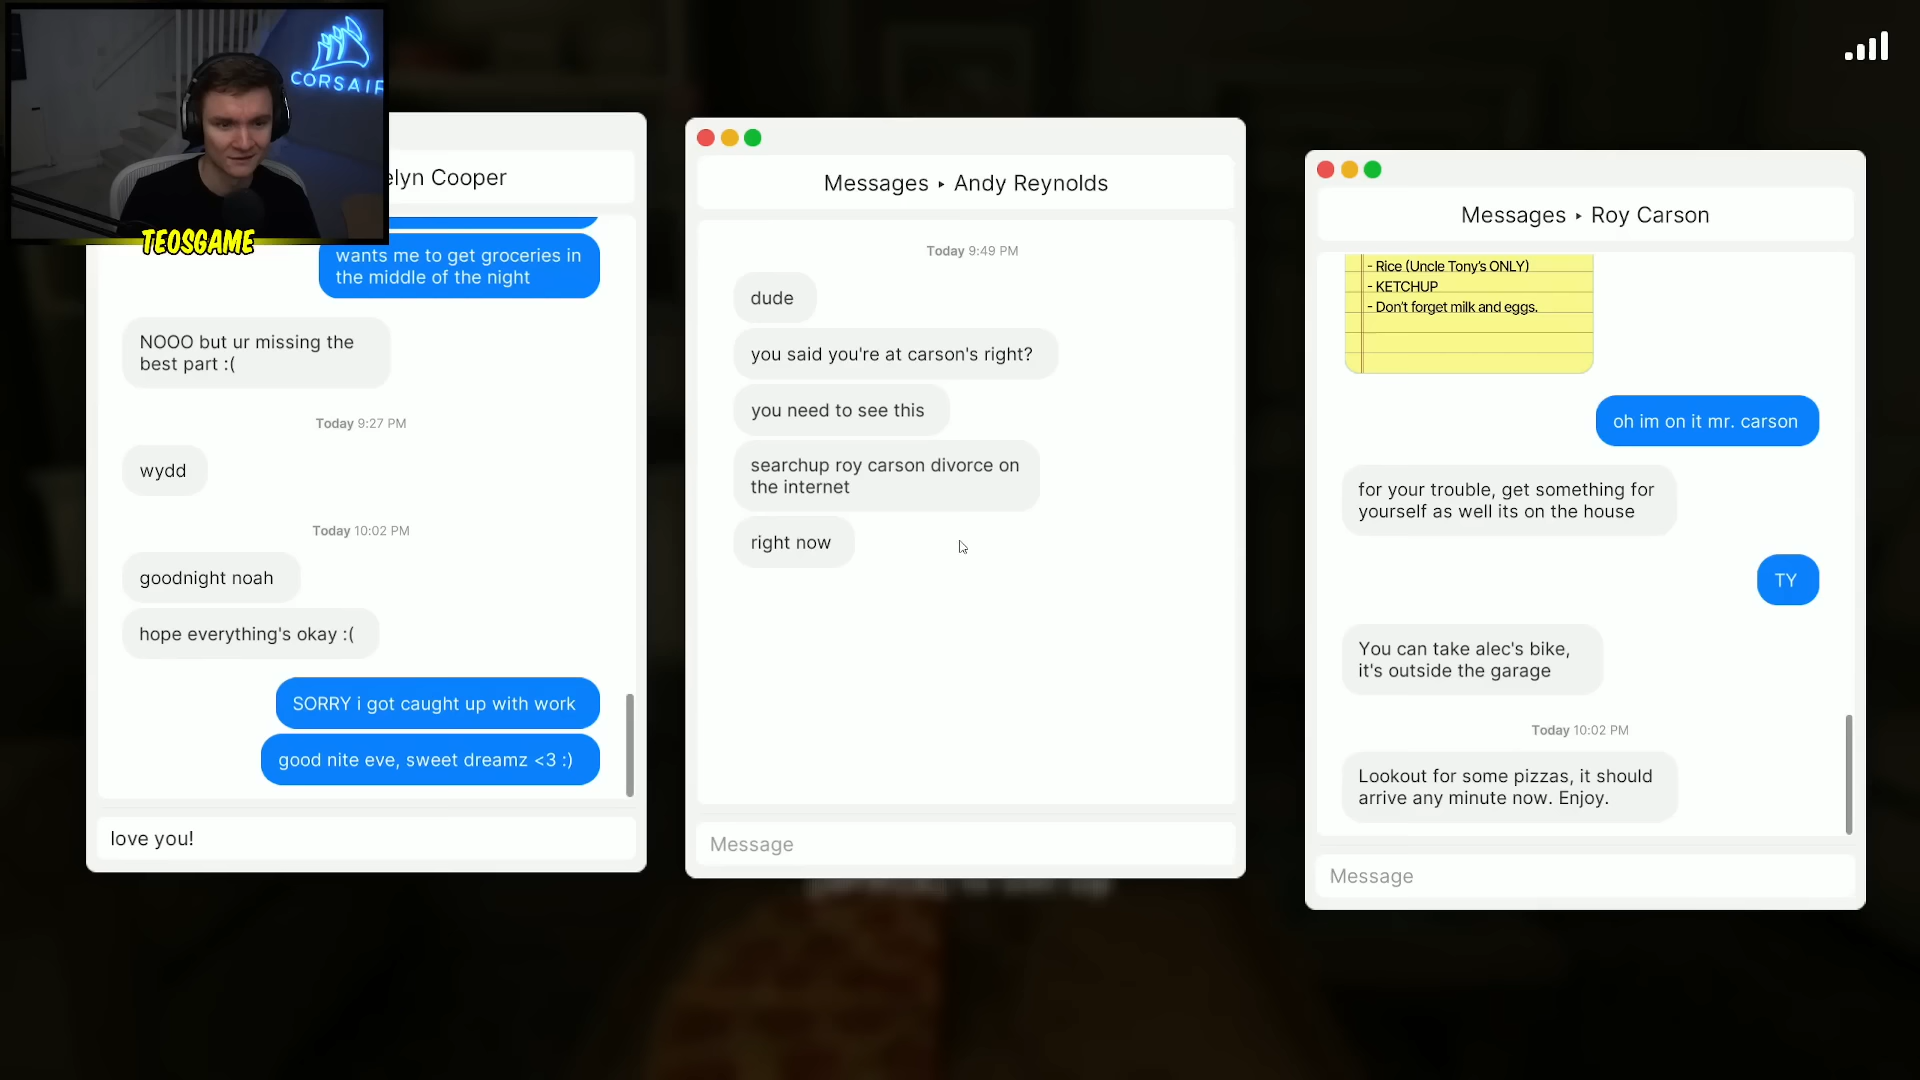 CORSAIR
TEOSGAME
elyn Cooper
wants me to get groceries in
the middle of the night
NOOO but ur missing the
best part :(
Today 9:27 PM
wydd
Today 10:02 PM
goodnight noah
hope everything's okay :(
SORRY i got caught up with work
good nite eve, sweet dreamz <3 :)
love you!
Messages ▸ Andy Reynolds
Today 9:49 PM
dude
you said you're at carson's right?
you need to see this
searchup roy carson divorce on
the internet
right now
Message
Messages ▸ Roy Carson
- Rice (Uncle Tony's ONLY)
- KETCHUP
- Don't forget milk and eggs.
oh im on it mr. carson
for your trouble, get something for
yourself as well its on the house
TY
You can take alec's bike,
it's outside the garage
Today 10:02 PM
Lookout for some pizzas, it should
arrive any minute now. Enjoy.
Message